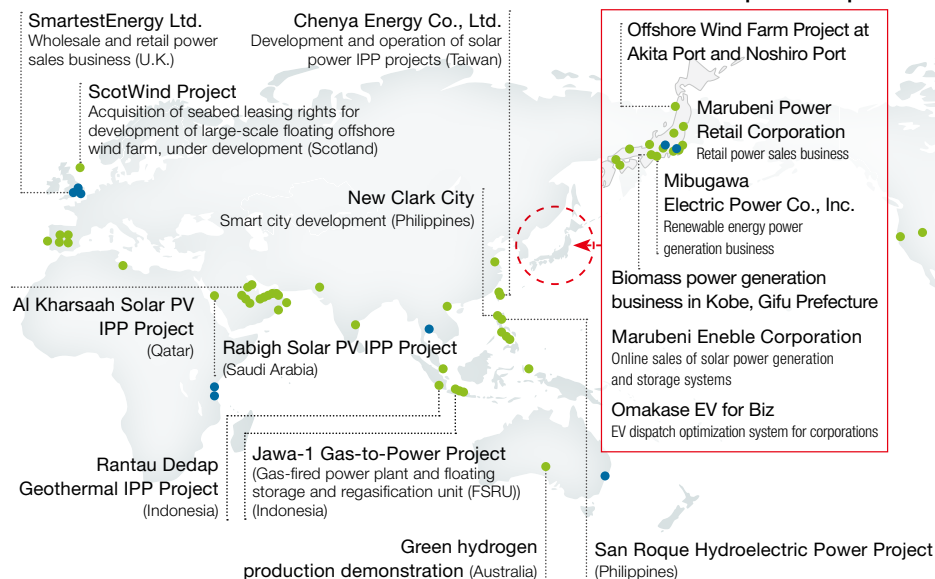 SmartestEnergy Ltd.
Wholesale and retail power
sales business (U.K.)
ScotWind Project
Acquisition of seabed leasing rights for
development of large-scale floating offshore
wind farm, under development (Scotland)
Chenya Energy Co., Ltd.
Development and operation of solar
power IPP projects (Taiwan)
New Clark City
Smart city development (Philippines)
Al Kharsaah Solar PV
IPP Project
(Qatar)
Rabigh Solar PV IPP Project
(Saudi Arabia)
Rantau Dedap
Geothermal IPP Project
(Indonesia)
Jawa-1 Gas-to-Power Project
(Gas-fired power plant and floating
storage and regasification unit (FSRU))
(Indonesia)
Green hydrogen
production demonstration (Australia)
San Roque Hydroelectric Power Project
(Philippines)
Offshore Wind Farm Project at
Akita Port and Noshiro Port
Marubeni Power
Retail Corporation
Retail power sales business
Mibugawa
Electric Power Co., Inc.
Renewable energy power
generation business
Biomass power generation
business in Kobe, Gifu Prefecture
Marubeni Eneble Corporation
Online sales of solar power generation
and storage systems
Omakase EV for Biz
EV dispatch optimization system for corporations